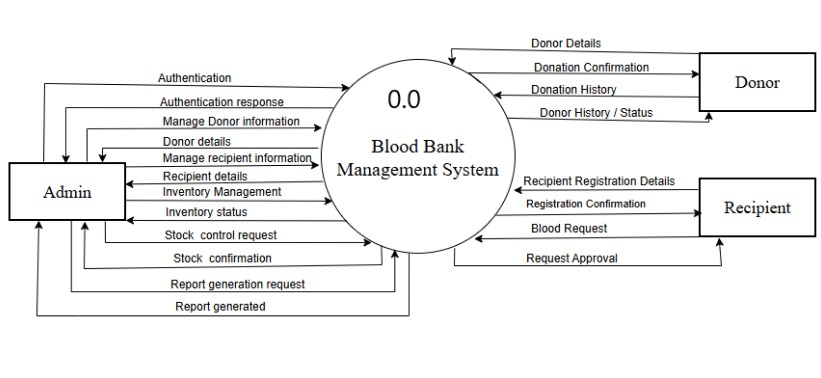 Donor Details
Donation Confirmation
Donation History
Donor History / Status
Donor
Authentication
Authentication response
Manage Donor information
Donor details
Manage recipient information
Recipient details
Inventory Management
Inventory status
Stock control request
Stock confirmation
Report generation request
Report generated
Admin
0.0
Blood Bank
Management System
Recipient Registration Details
Registration Confirmation
Blood Request
Request Approval
Recipient